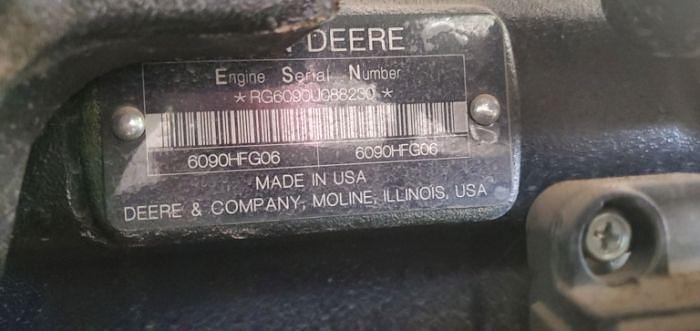 DEERE
Engine Serial Number
*RG6090U088230*
6090HFG06 6090HFG06
MADE IN USA
DEERE & COMPANY, MOLINE, ILLINOIS, USA